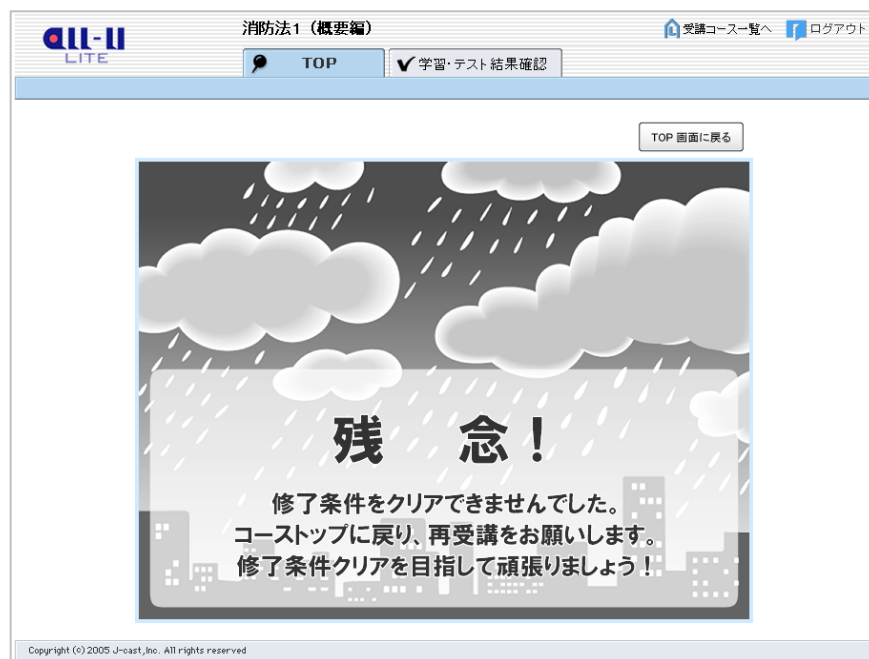 all-u
LITE
消防法1（概要編）
受講コース一覧へ
ログアウト
TOP
学習・テスト結果確認
TOP 画面に戻る
残　念！
修了条件をクリアできませんでした。
コーストップに戻り、再受講をお願いします。
修了条件クリアを目指して頑張りましょう！
Copyright (c) 2005 J-cast,Inc. All rights reserved